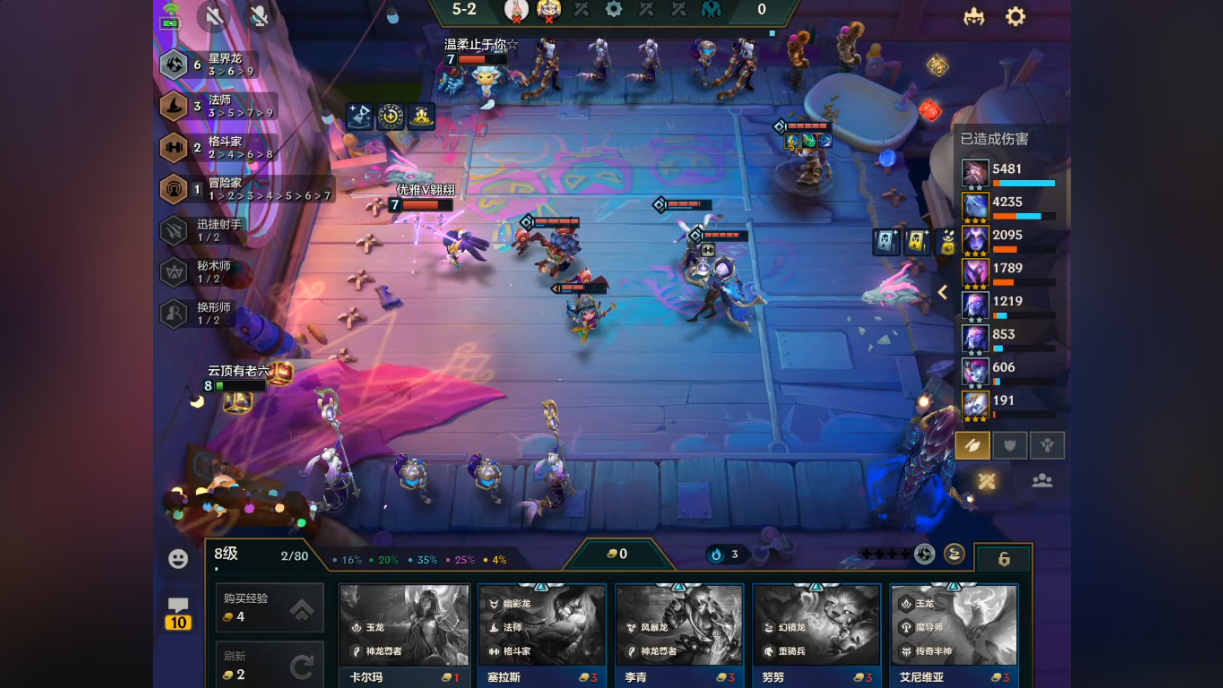 5-2
0
6
星界龙
3 > 6 > 9
3
法师
3 > 5 > 7 > 9
2
格斗家
2 > 4 > 6 > 8
1
冒险家
1 > 2 > 3 > 4 > 5 > 6 > 7
迅捷射手
1 / 2
秘术师
1 / 2
换形师
1 / 2
温柔止于你☆
7
优雅V翱翔
7
云顶有老六
8
已造成伤害
5481
4235
2095
1789
1219
853
606
191
10
8级
2/80
16%
20%
35%
25%
4%
0
3
购买经验
4
刷新
2
玉龙
神龙尊者
卡尔玛
1
幽影龙
法师
格斗家
塞拉斯
3
风暴龙
神龙尊者
李青
3
幻镜龙
重骑兵
努努
3
玉龙
魔导师
传奇半神
艾尼维亚
3